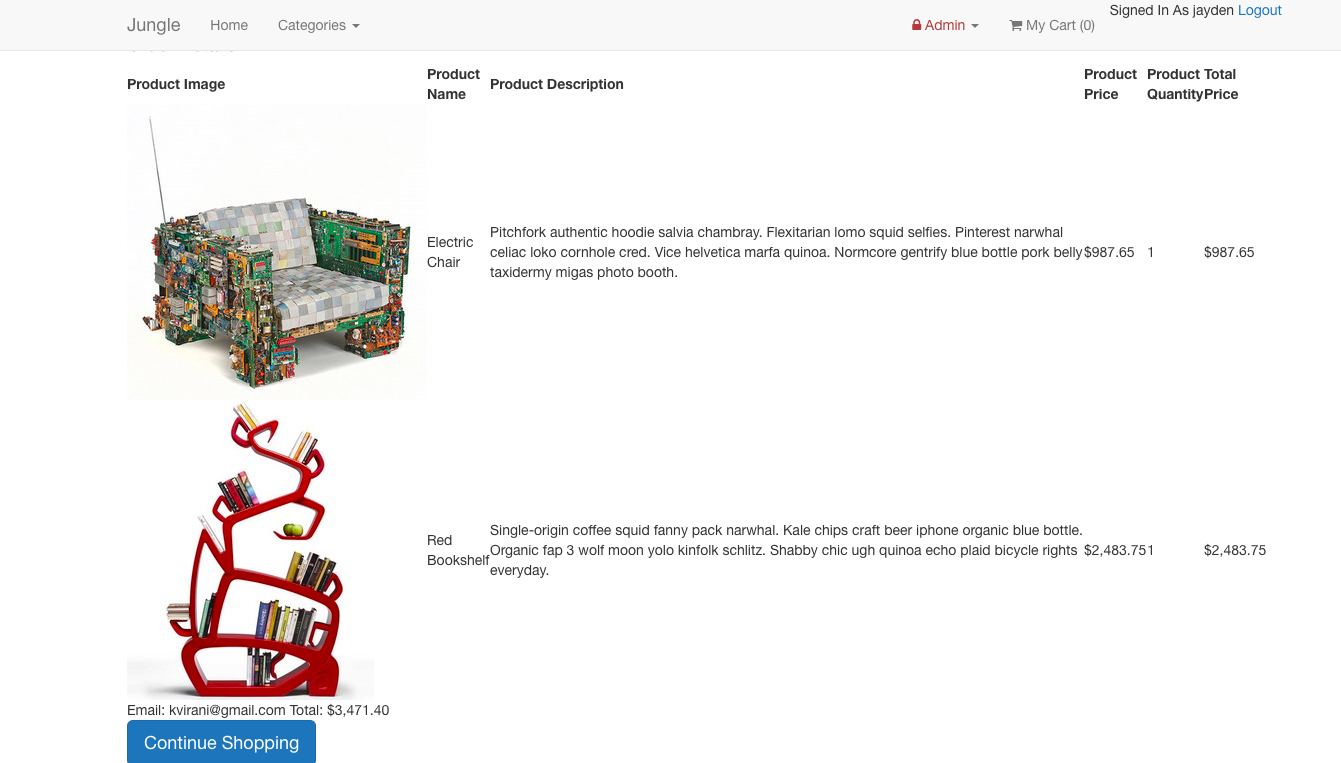 Jungle Home Categories Admin My Cart (0) Signed In As jayden Logout
Product Image Product Name Product Description Product Price Product Quantity Total Price
Electric Chair
Pitchfork authentic hoodie salvia chambray. Flexitarian lomo squid selfies. Pinterest narwhal
celiac loko cornhole cred. Vice helvetica marfa quinoa. Normcore gentrify blue bottle pork belly
taxidermy migas photo booth.
$987.65 1 $987.65
Red Bookshelf
Single-origin coffee squid fanny pack narwhal. Kale chips craft beer iphone organic blue bottle.
Organic fap 3 wolf moon yolo kinfolk schlitz. Shabby chic ugh quinoa echo plaid bicycle rights
everyday.
$2,483.75 1 $2,483.75
Email: kvirani@gmail.com Total: $3,471.40
Continue Shopping